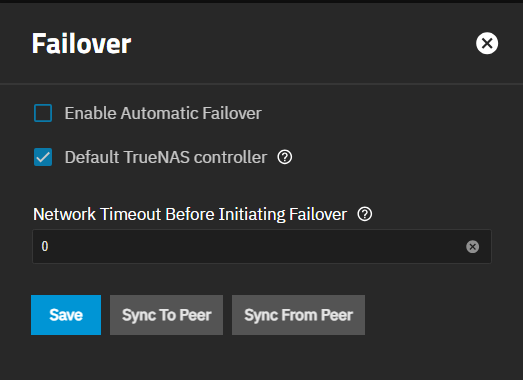 Failover
Enable Automatic Failover
Default TrueNAS controller
Network Timeout Before Initiating Failover
0
Save Sync To Peer Sync From Peer